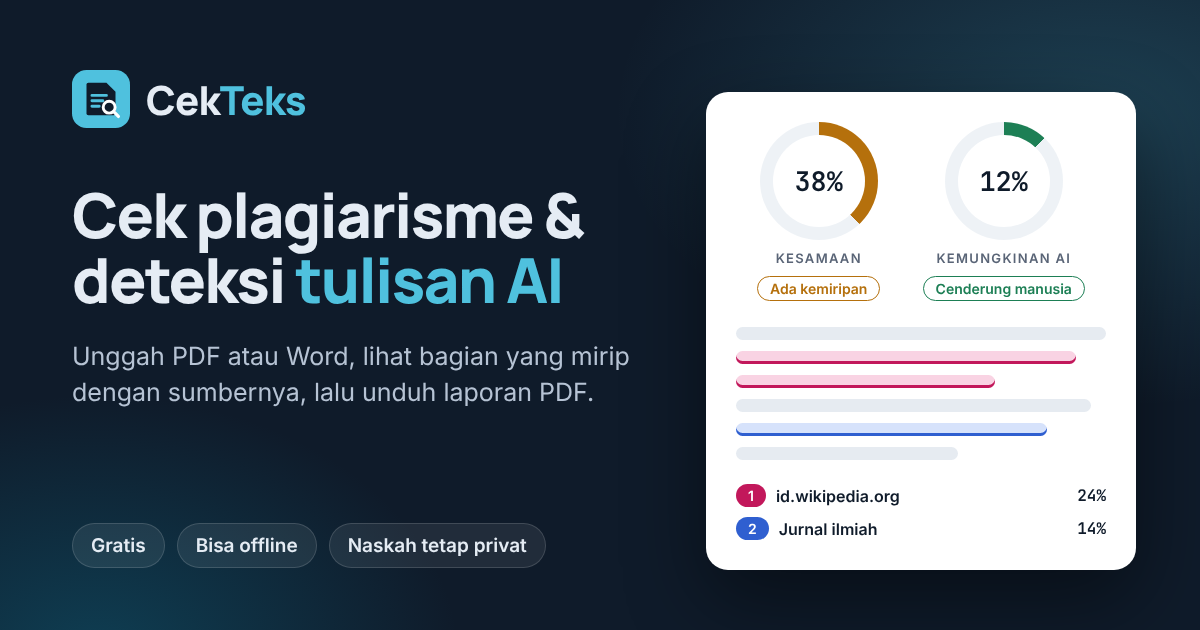 CekTeks
Cek plagiarisme &
deteksi tulisan AI
Unggah PDF atau Word, lihat bagian yang mirip
dengan sumbernya, lalu unduh laporan PDF.
Gratis
Bisa offline
Naskah tetap privat
38%
12%
KESAMAAN
KEMUNGKINAN AI
Ada kemiripan
Cenderung manusia
1 id.wikipedia.org 24%
2 Jurnal ilmiah 14%